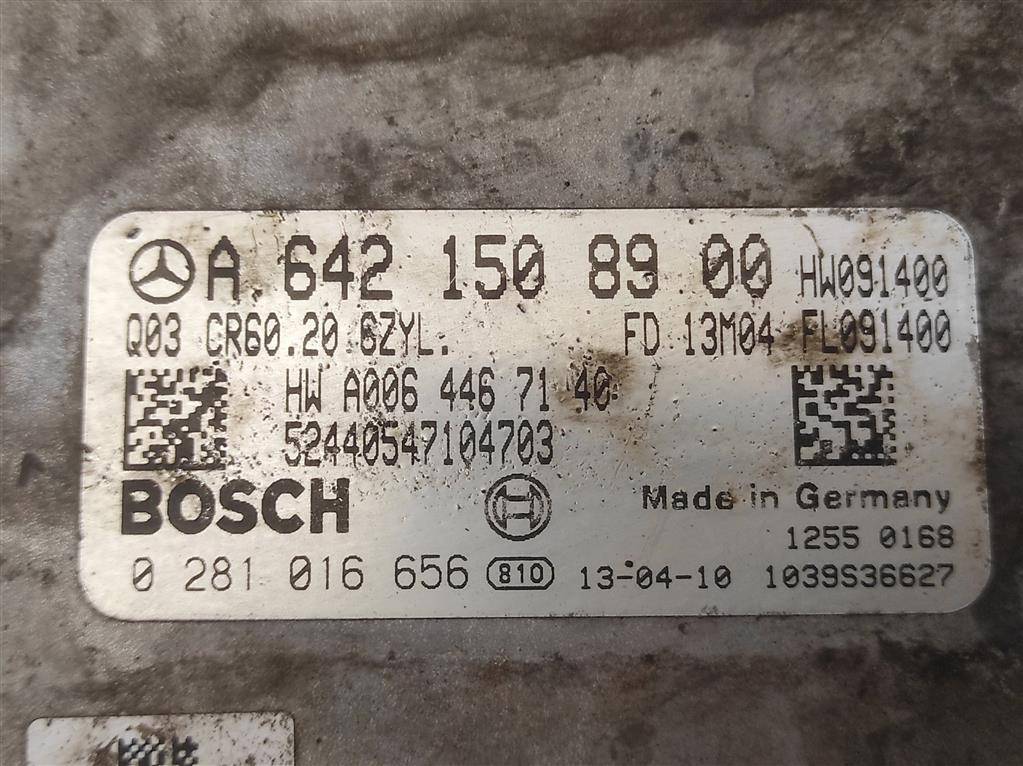 A 642 150 89 00 HW091400
Q03 CR60.20 6ZYL. FD 13M04 FL091400
HW A006 446 71 40
52440547104703
BOSCH Made in Germany
1255 0168
0 281 016 656 810 13-04-10 1039S36627